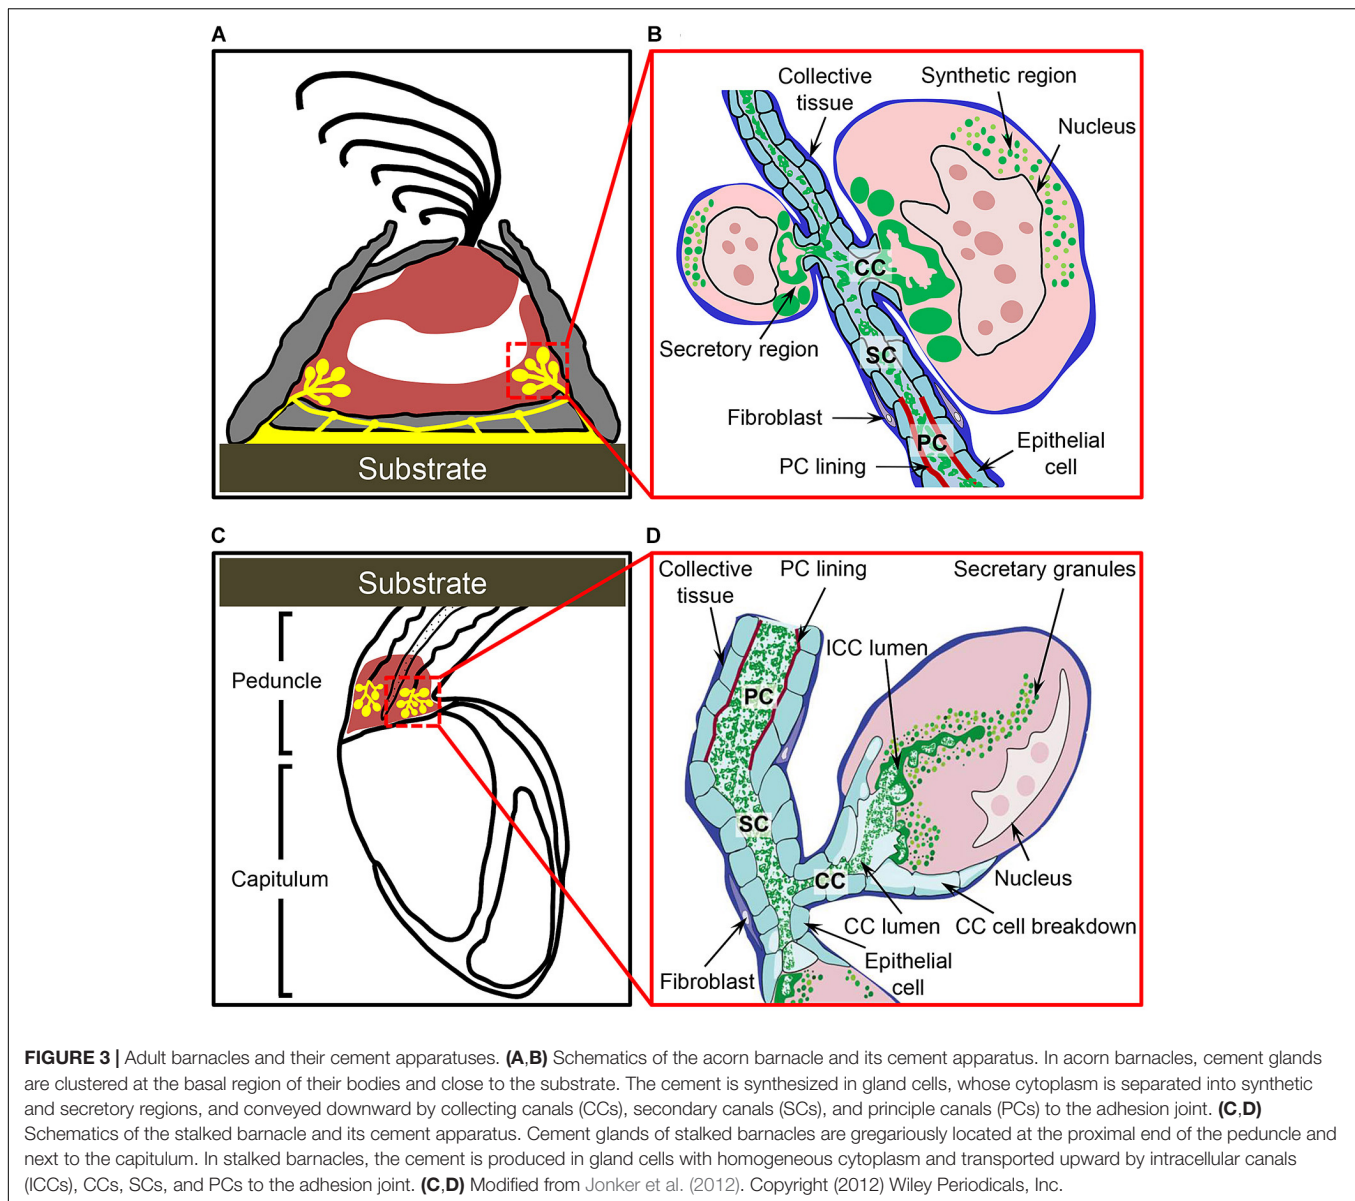 A
Substrate
B
Collective
tissue
Synthetic region
Nucleus
CC
Secretory region
SC
Fibroblast
PC
PC lining
Epithelial
cell
C
Substrate
Peduncle
Capitulum
D
Collective
tissue
PC lining
Secretary granules
ICC lumen
PC
SC
CC
Nucleus
CC lumen
CC cell breakdown
Fibroblast
Epithelial
cell
FIGURE 3 | Adult barnacles and their cement apparatuses. (A,B) Schematics of the acorn barnacle and its cement apparatus. In acorn barnacles, cement glands
are clustered at the basal region of their bodies and close to the substrate. The cement is synthesized in gland cells, whose cytoplasm is separated into synthetic
and secretory regions, and conveyed downward by collecting canals (CCs), secondary canals (SCs), and principle canals (PCs) to the adhesion joint. (C,D)
Schematics of the stalked barnacle and its cement apparatus. Cement glands of stalked barnacles are gregariously located at the proximal end of the peduncle and
next to the capitulum. In stalked barnacles, the cement is produced in gland cells with homogeneous cytoplasm and transported upward by intracellular canals
(ICCs), CCs, SCs, and PCs to the adhesion joint. (C,D) Modified from Jonker et al. (2012). Copyright (2012) Wiley Periodicals, Inc.